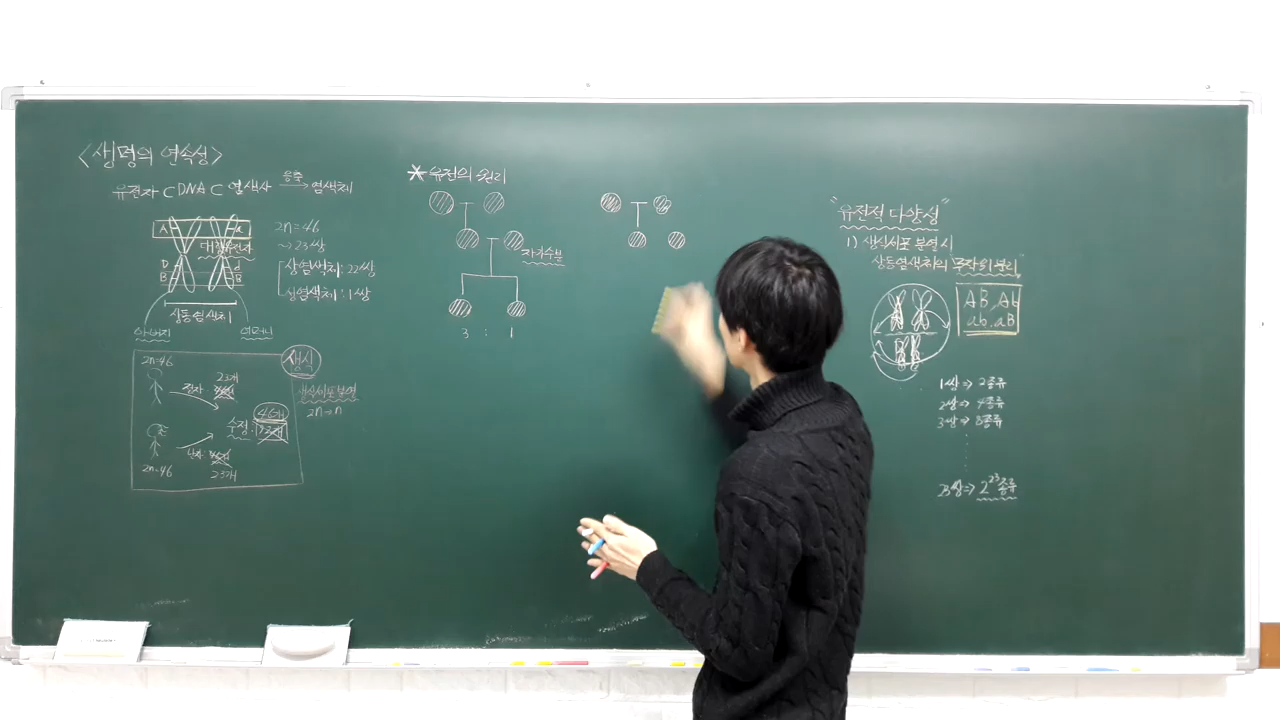 <생명의 연속성>
유전자 ⊂ DNA ⊂ 염색사 응축→ 염색체
A A
대립유전자
D d
B B
상동염색체
아버지 어머니
2n=46
→23쌍
상염색체: 22쌍
성염색체: 1쌍
생식
2n=46
23개
정자
46개
수정:
난자:
2n=46
23개
생식세포분열
2n→n
*유전의 원리
자가수분
3 : 1
"유전적 다양성"
1) 생식세포 분열시
상동염색체의 무작위 분리
AB, Ab
ab, aB
1쌍⇒ 2종류
2쌍⇒ 4종류
3쌍⇒ 8종류
23쌍⇒ 2^23종류